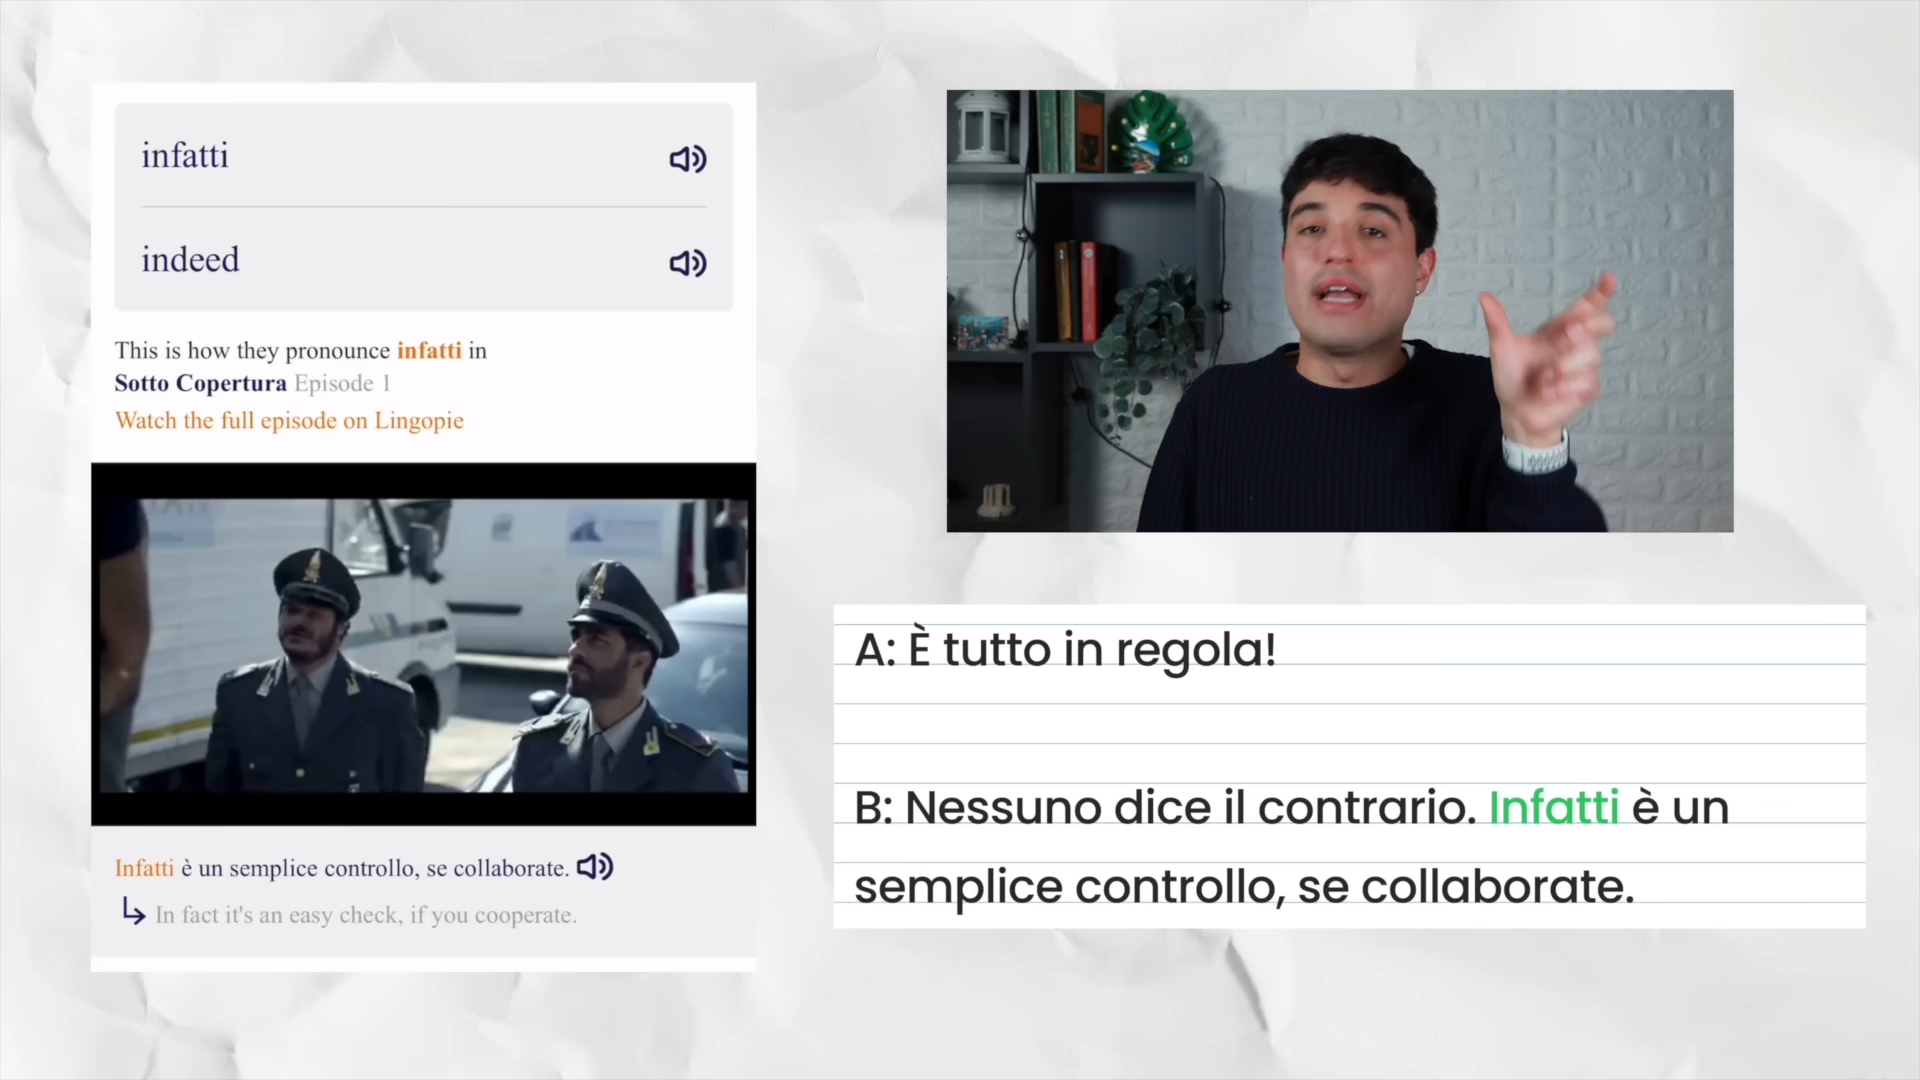 infatti
indeed
This is how they pronounce infatti in
Sotto Copertura Episode 1
Watch the full episode on Lingopie
Infatti è un semplice controllo, se collaborate.
In fact it's an easy check, if you cooperate.
A: È tutto in regola!
B: Nessuno dice il contrario. Infatti è un
semplice controllo, se collaborate.